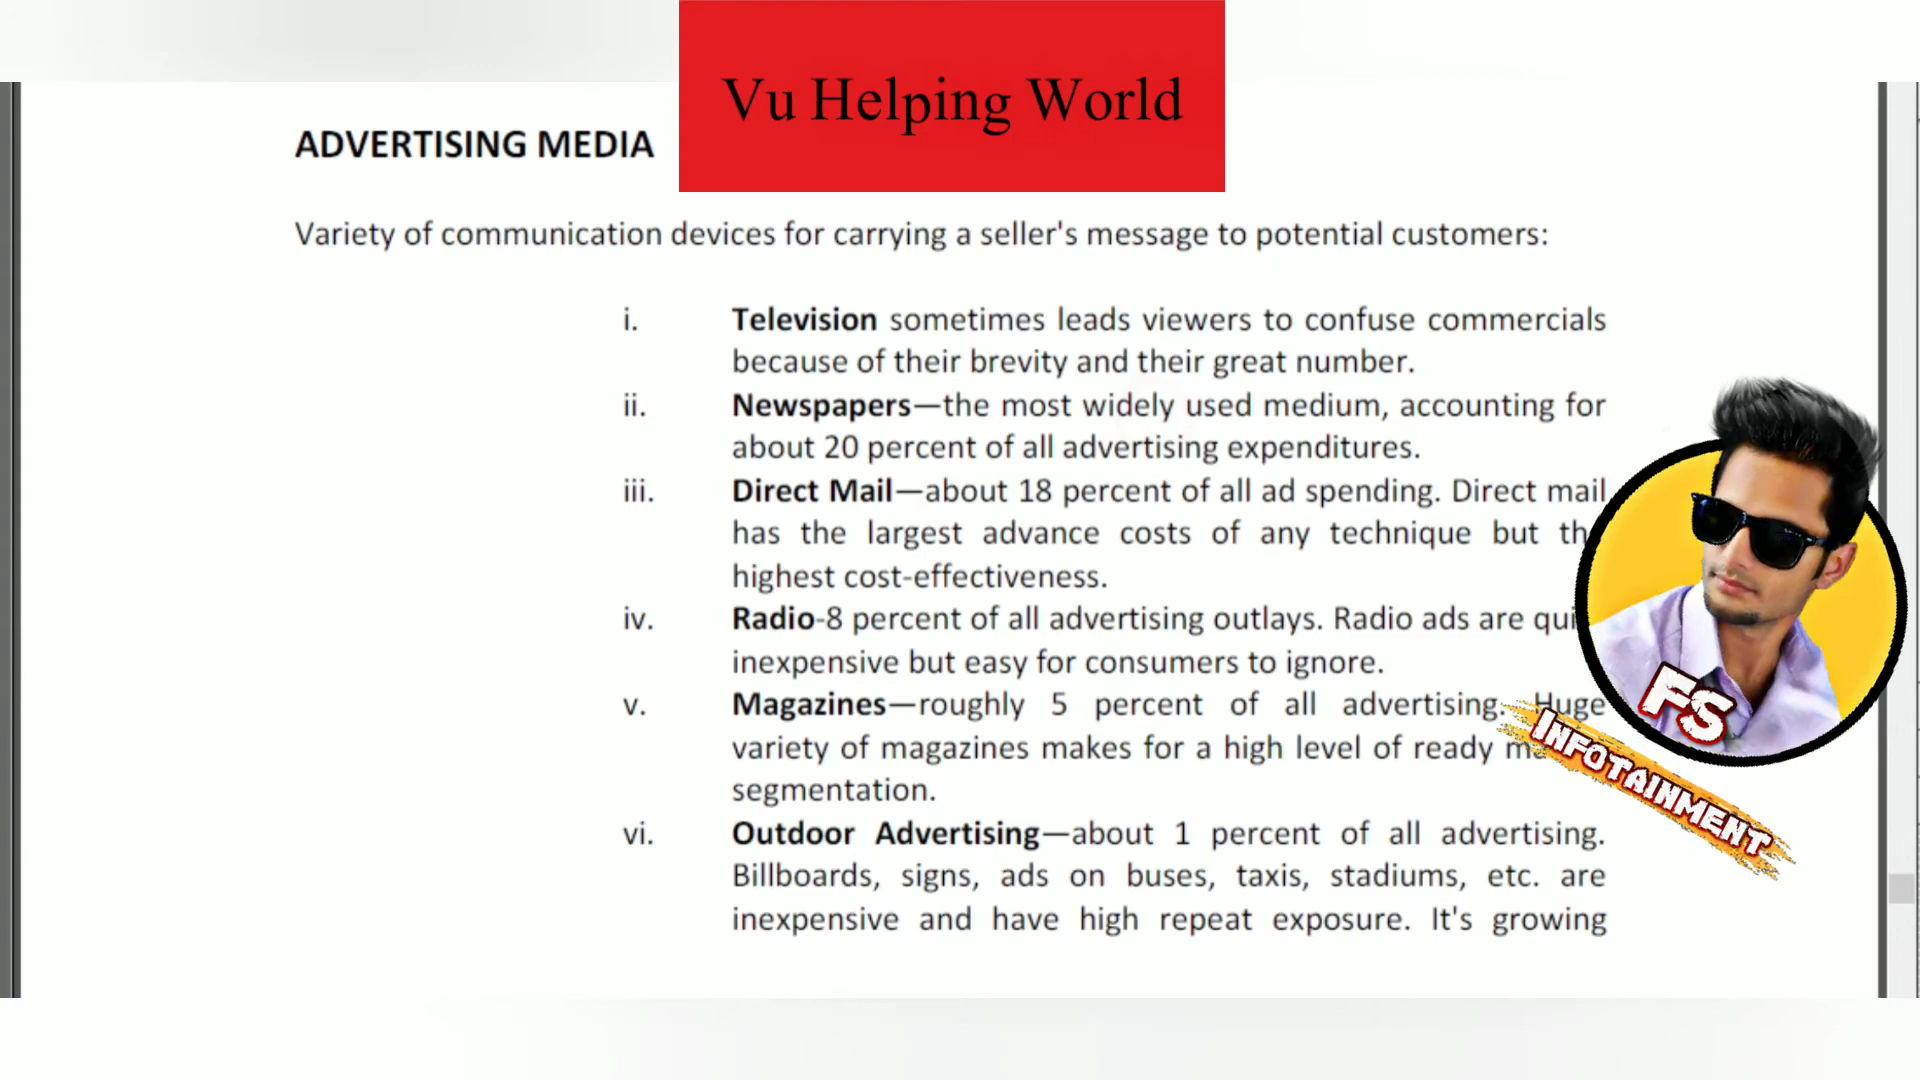 Vu Helping World
ADVERTISING MEDIA
Variety of communication devices for carrying a seller's message to potential customers:
i. Television sometimes leads viewers to confuse commercials
because of their brevity and their great number.
ii. Newspapers—the most widely used medium, accounting for
about 20 percent of all advertising expenditures.
iii. Direct Mail—about 18 percent of all ad spending. Direct mail
has the largest advance costs of any technique but
highest cost-effectiveness.
iv. Radio-8 percent of all advertising outlays. Radio ads are
inexpensive but easy for consumers to ignore.
v. Magazines—roughly 5 percent of all advertising. Huge
variety of magazines makes for a high level of ready
segmentation.
vi. Outdoor Advertising—about 1 percent of all advertising.
Billboards, signs, ads on buses, taxis, stadiums, etc. are
inexpensive and have high repeat exposure. It's growing
FS
INFOTAINMENT